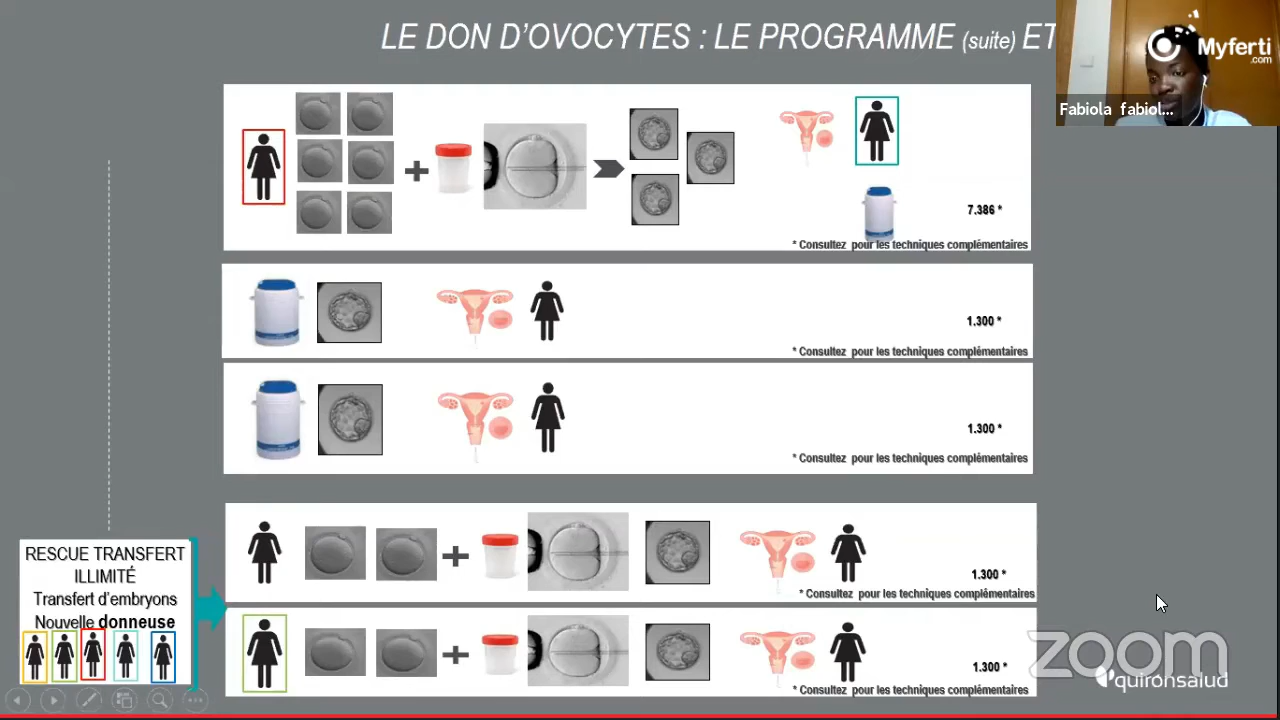 LE DON D'OVOCYTES : LE PROGRAMME (suite) ET
Myferti
.com
Fabiola fabiol...
7.386 *
* Consultez pour les techniques complémentaires
1.300 *
* Consultez pour les techniques complémentaires
1.300 *
* Consultez pour les techniques complémentaires
RESCUE TRANSFERT
ILLIMITÉ
Transfert d'embryons
Nouvelle donneuse
1.300 *
* Consultez pour les techniques complémentaires
1.300 *
* Consultez pour les techniques complémentaires
zoom
quirónsalud